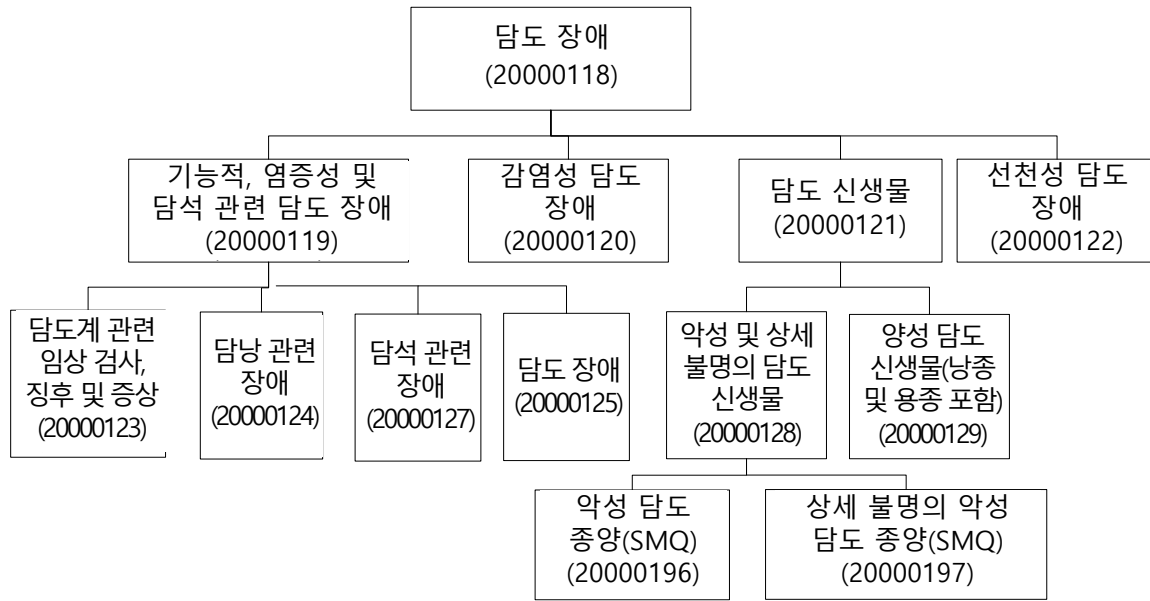 담도 장애
(20000118)
기능적, 염증성 및
담석 관련 담도 장애
(20000119)
감염성 담도
장애
(20000120)
담도 신생물
(20000121)
선천성 담도
장애
(20000122)
담도계 관련
임상 검사,
징후 및 증상
(20000123)
담낭 관련
장애
(20000124)
담석 관련
장애
(20000127)
담도 장애
(20000125)
악성 및 상세
불명의 담도
신생물
(20000128)
양성 담도
신생물(낭종
및 용종 포함)
(20000129)
악성 담도
종양(SMQ)
(20000196)
상세 불명의 악성
담도 종양(SMQ)
(20000197)